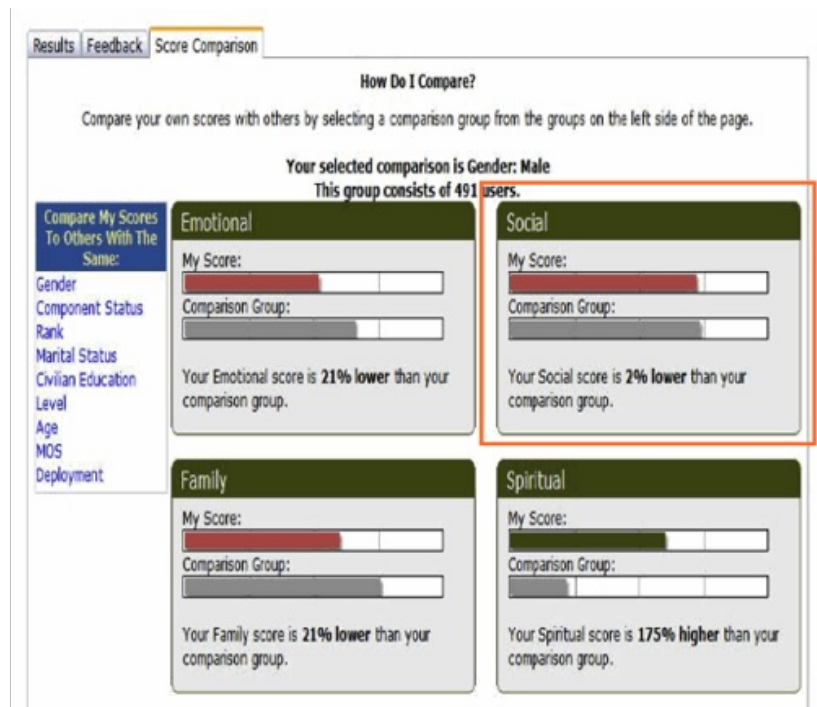 Results
Feedback
Score Comparison
How Do I Compare?
Compare your own scores with others by selecting a comparison group from the groups on the left side of the page.
Your selected comparison is Gender: Male
This group consists of 491 users.
Compare My Scores
To Others With The
Same:
Gender
Component Status
Rank
Marital Status
Civilian Education
Level
Age
MOS
Deployment
Emotional
My Score:
Comparison Group:
Your Emotional score is 21% lower than your
comparison group.
Social
My Score:
Comparison Group:
Your Social score is 2% lower than your
comparison group.
Family
My Score:
Comparison Group:
Your Family score is 21% lower than your
comparison group.
Spiritual
My Score:
Comparison Group:
Your Spiritual score is 175% higher than your
comparison group.